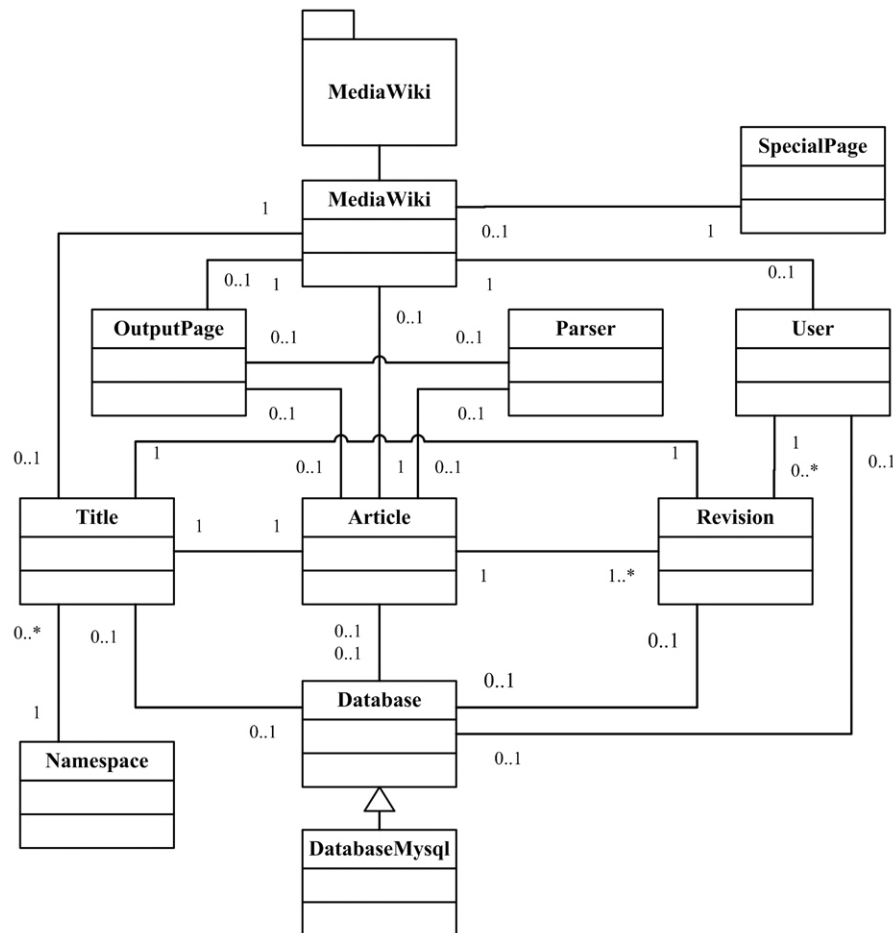 MediaWiki
SpecialPage
MediaWiki
1
0..1
1
0..1
1
1
0..1
0..1
OutputPage
0..1
0..1
Parser
User
0..1
0..1
1
1
1
0..1
0..1
0..1
1
0..1
0..*
Title
Article
Revision
1
1
1
1..*
0..*
0..1
0..1
0..1
0..1
0..1
Database
1
0..1
0..1
Namespace
DatabaseMysql